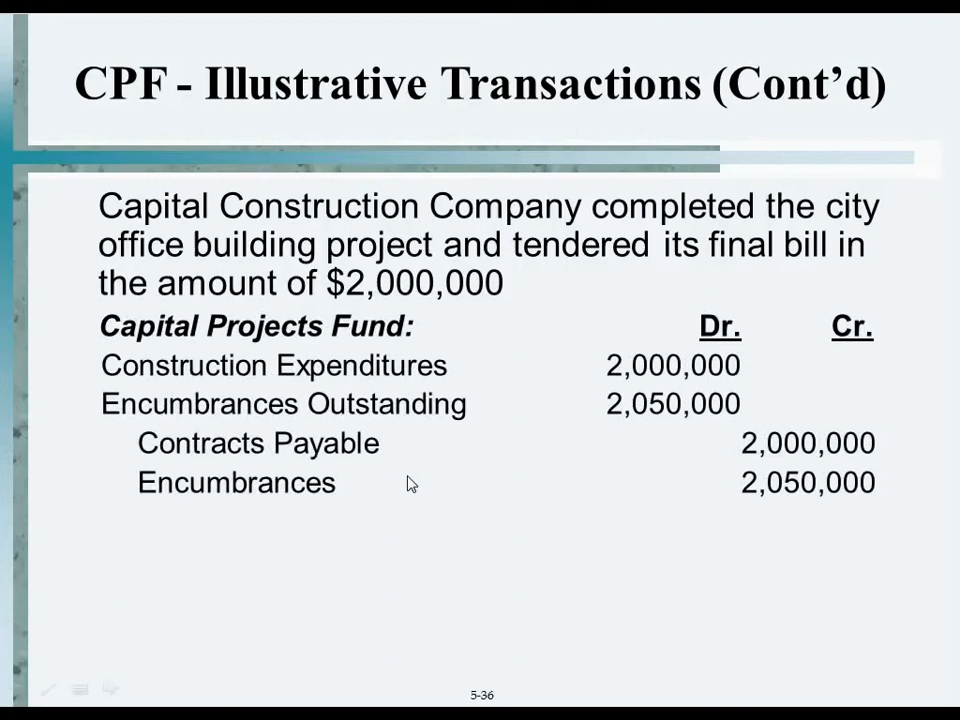 CPF - Illustrative Transactions (Cont’d)
Capital Construction Company completed the city
office building project and tendered its final bill in
the amount of $2,000,000
Capital Projects Fund: Dr. Cr.
Construction Expenditures 2,000,000
Encumbrances Outstanding 2,050,000
Contracts Payable 2,000,000
Encumbrances 2,050,000
5-36